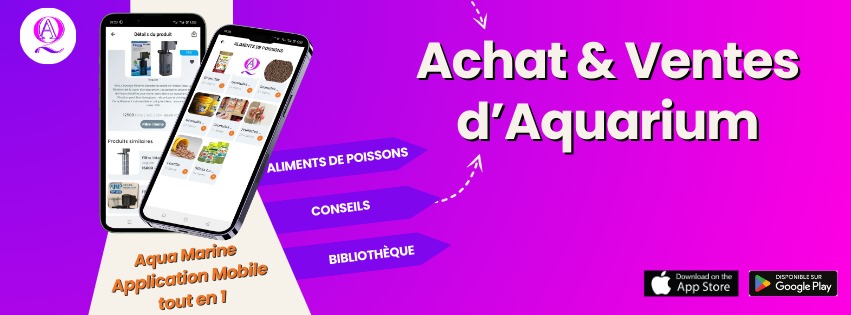 Achat & Ventes
d'Aquarium
Détails du produit
Produits similaires
ALIMENTS DE POISSONS
ALIMENTS DE POISSONS
CONSEILS
BIBLIOTHÈQUE
Aqua Marine
Application Mobile
tout en 1
Download on the
App Store
DISPONIBLE SUR
Google Play